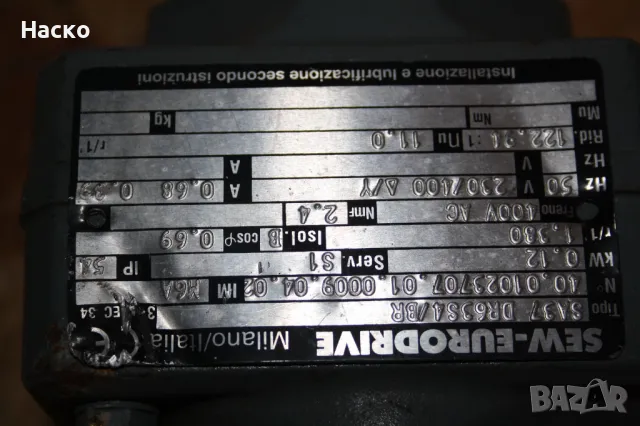 Наско
SEW-EURODRIVE Milano/Italia CE
Tipo SA37 DR63S4/BR 3~ IEC 34
N° 40.01023707.01.0009.04.02 IM M6A
kW 0,12 Serv. S1 IP 54
r/1' 1.380 Isol. B cosφ 0,69
Freno 400V AC Nmf 2,4
Hz 50 V 230/400 Δ/Y A 0,68 0,39
Hz V A
Rid. 122,94 :1 nu 11,0 r/1'
Mu Nm kg
Installazione e lubrificazione secondo istruzioni
BAZAR